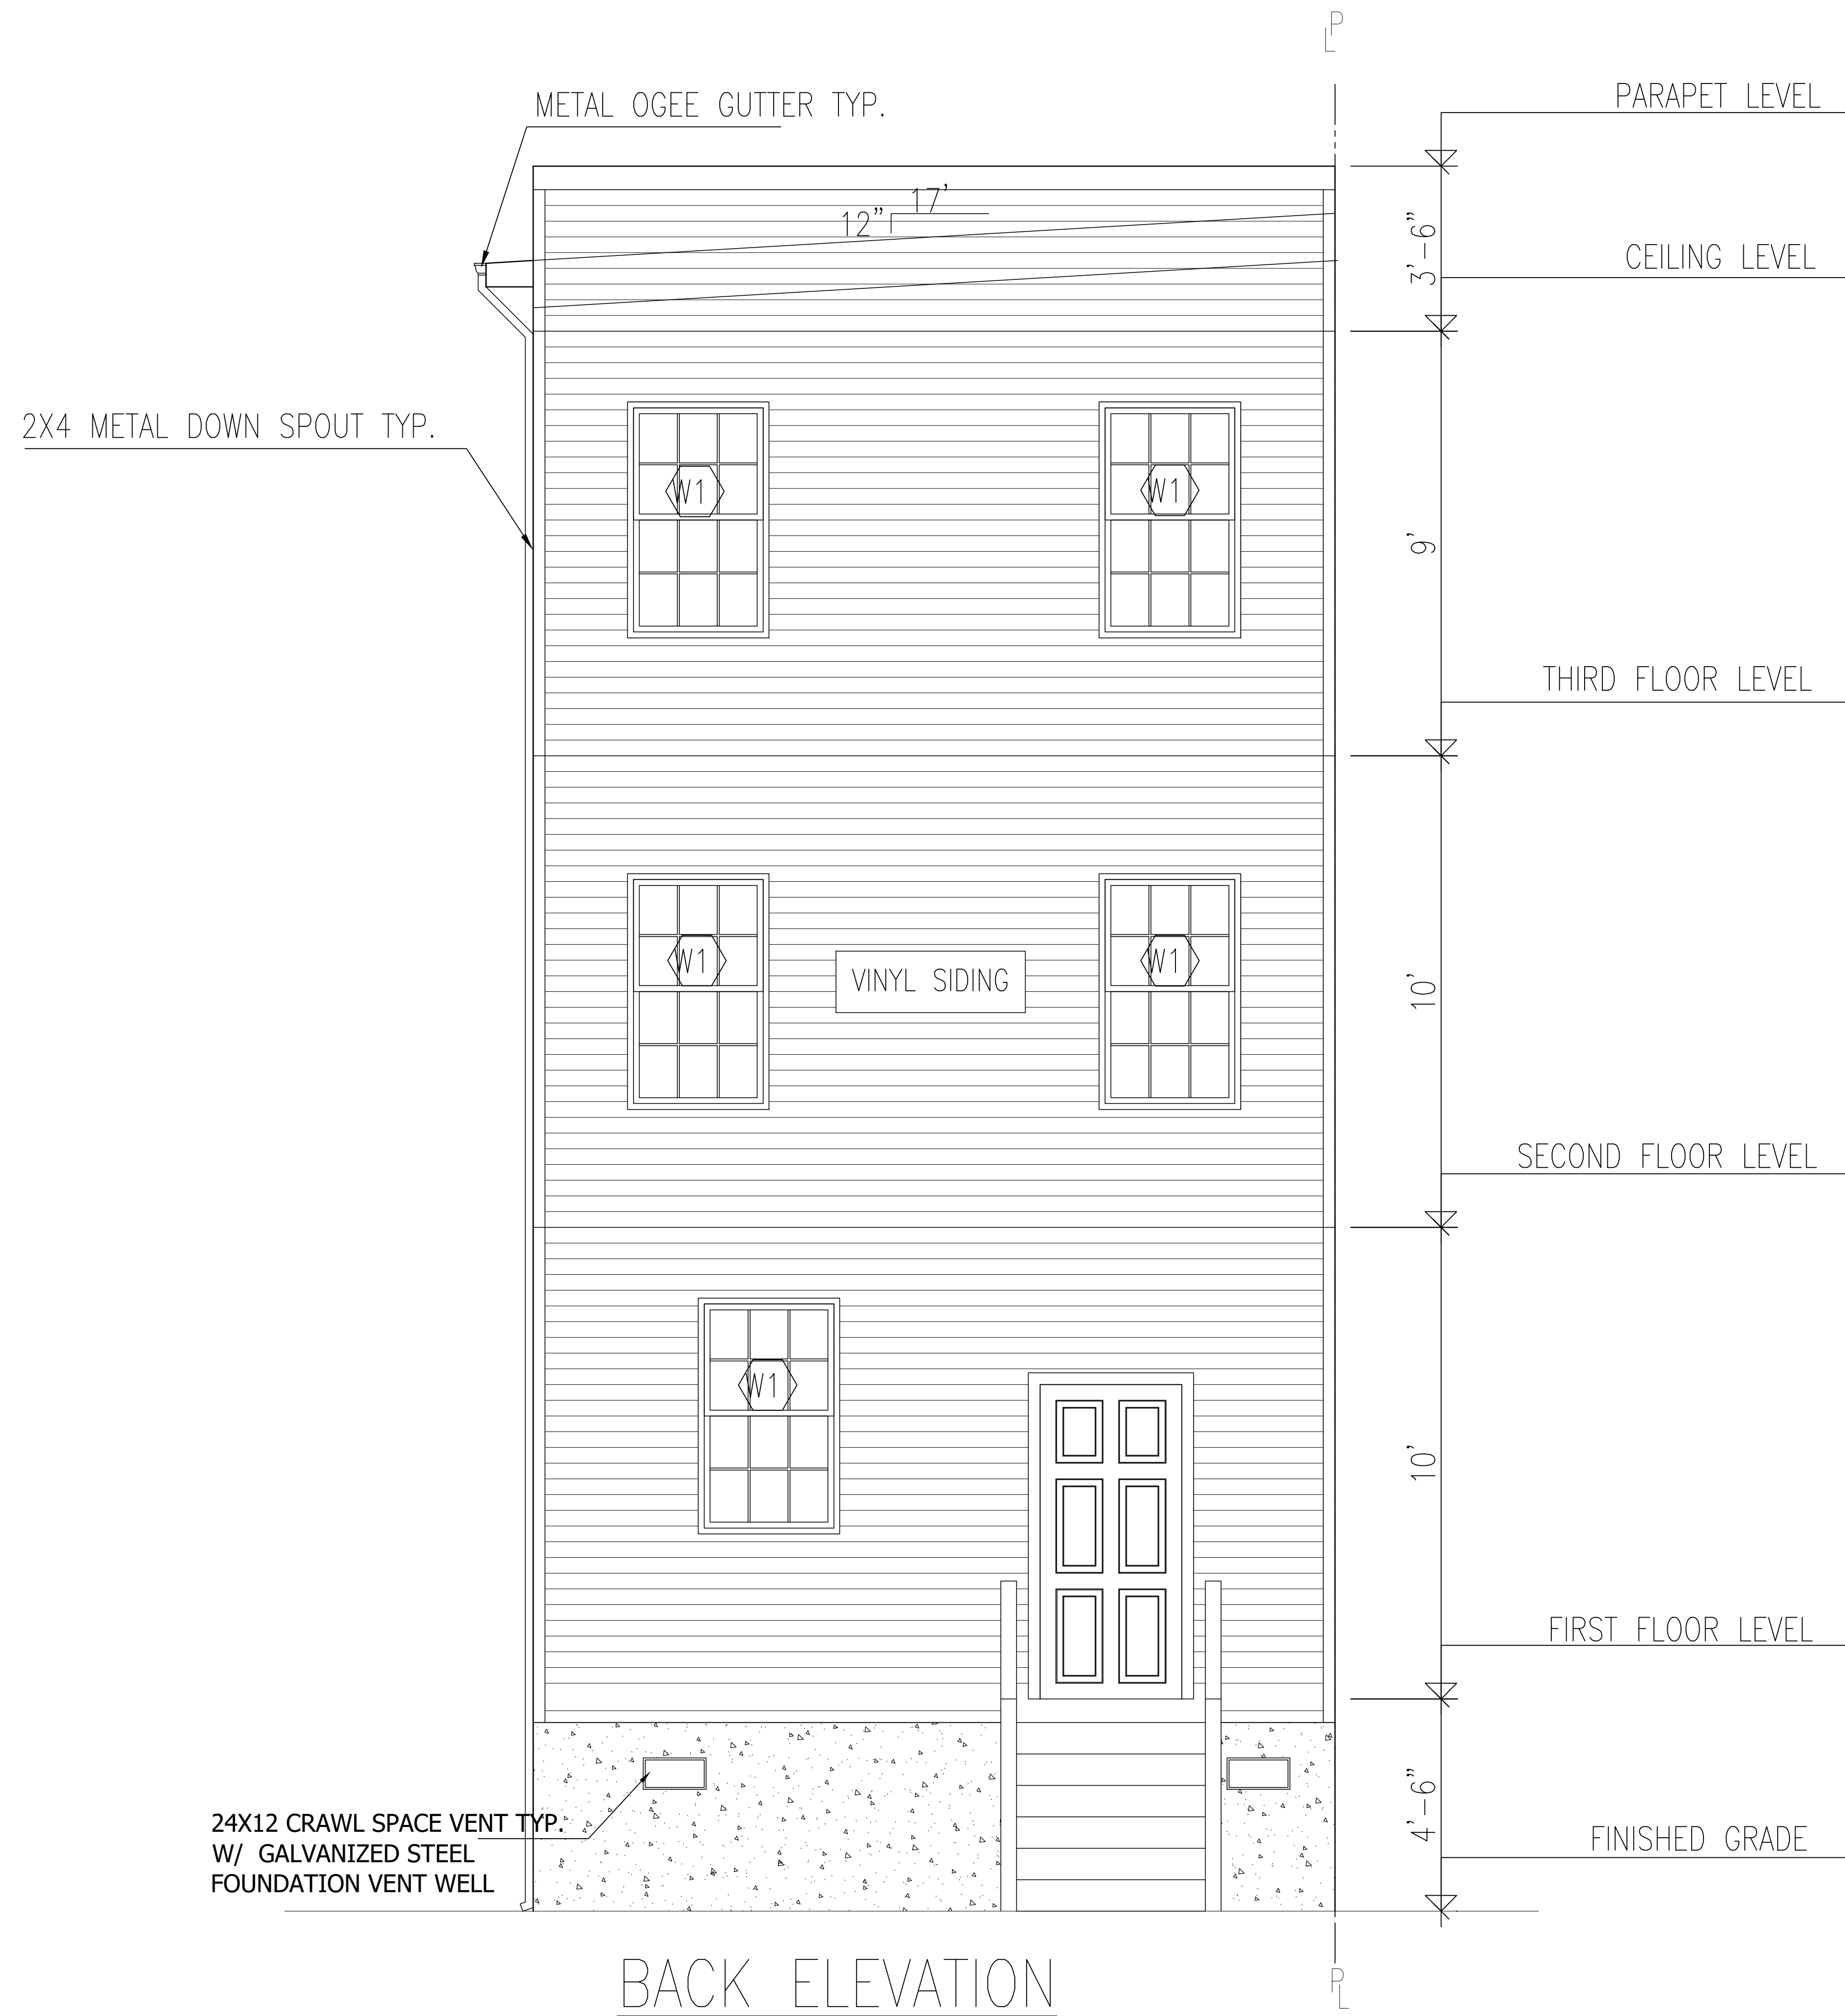 P
L
METAL OGEE GUTTER TYP.
PARAPET LEVEL
17'
12"
3'-6"
CEILING LEVEL
2X4 METAL DOWN SPOUT TYP.
W1
W1
9'
THIRD FLOOR LEVEL
W1
W1
VINYL SIDING
10'
SECOND FLOOR LEVEL
W1
10'
FIRST FLOOR LEVEL
24X12 CRAWL SPACE VENT TYP.
W/ GALVANIZED STEEL
FOUNDATION VENT WELL
4'-6"
FINISHED GRADE
BACK ELEVATION
P
L